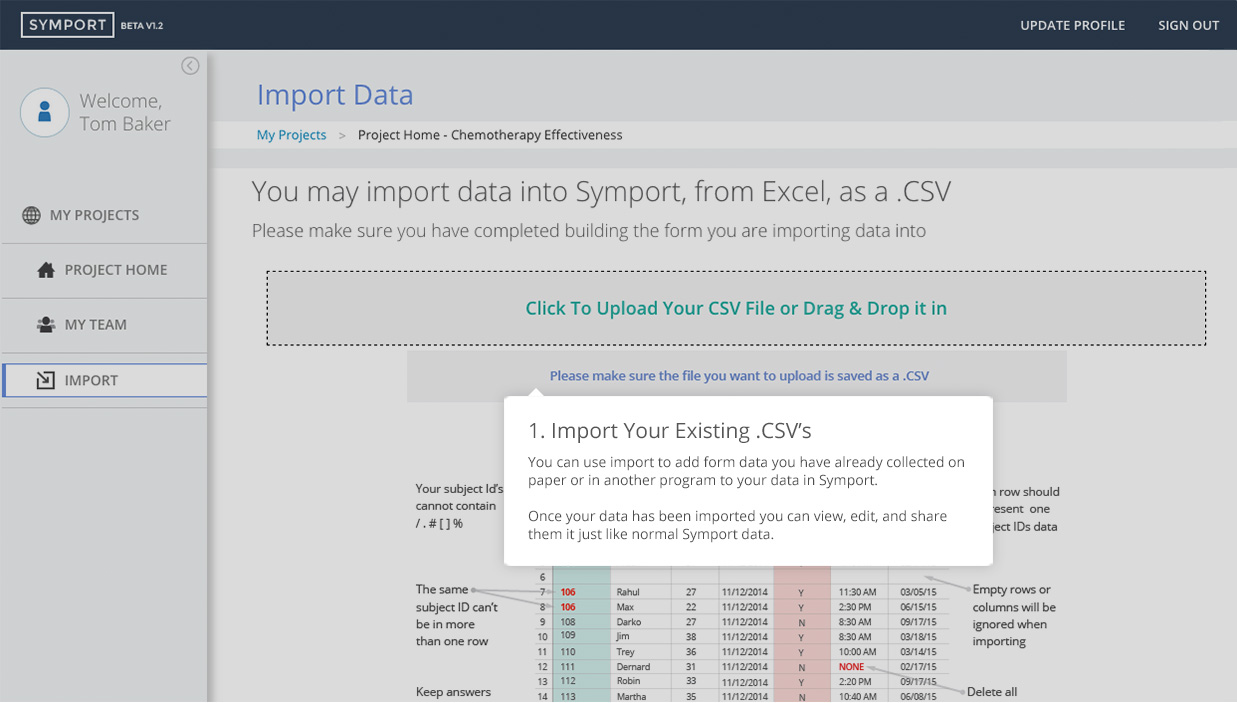 SYMPORT BETA V1.2
UPDATE PROFILE SIGN OUT
Welcome,
Tom Baker
MY PROJECTS
PROJECT HOME
MY TEAM
IMPORT
Import Data
My Projects > Project Home - Chemotherapy Effectiveness
You may import data into Symport, from Excel, as a .CSV
Please make sure you have completed building the form you are importing data into
Click To Upload Your CSV File or Drag & Drop it in
Please make sure the file you want to upload is saved as a .CSV
1. Import Your Existing .CSV's
You can use import to add form data you have already collected on
paper or in another program to your data in Symport.
Once your data has been imported you can view, edit, and share
them it just like normal Symport data.
Your subject Id's
cannot contain
/ . # [ ] %
row should
one
IDs data
The same
subject ID can't
be in more
than one row
Keep answers
6
7 106 Rahul 27 11/12/2014 Y 11:30 AM 03/05/15
8 106 Max 22 11/12/2014 Y 2:30 PM 06/15/15
9 108 Darko 27 11/12/2014 N 8:30 AM 09/17/15
10 109 Jim 38 11/12/2014 Y 8:30 AM 03/18/15
11 110 Trey 36 11/12/2014 Y 10:00 AM 03/14/15
12 111 Dernard 31 11/12/2014 N NONE 02/17/15
13 112 Robin 33 11/12/2014 Y 2:20 PM 09/17/15
14 113 Martha 35 11/12/2014 N 10:40 AM 06/08/15
Empty rows or
columns will be
ignored when
importing
Delete all